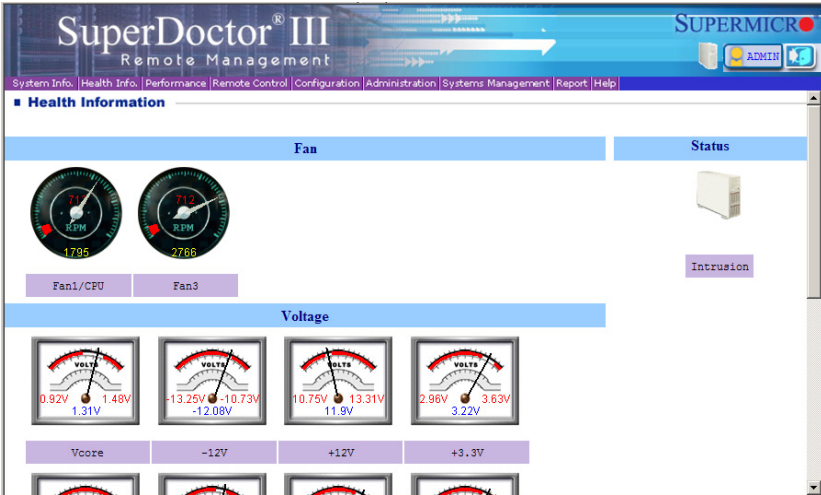 SuperDoctor® III
SUPERMICR
Remote Management
ADMIN
System Info. Health Info. Performance Remote Control Configuration Administration Systems Management Report Help
Health Information
Fan
Status
712 712
RPM RPM
1795 2766
Fan1/CPU Fan3
Intrusion
Voltage
VOLTS VOLTS VOLTS VOLTS
0.92V 1.48V -13.25V -10.73V 10.75V 13.31V 2.96V 3.63V
1.31V -12.08V 11.9V 3.22V
Vcore -12V +12V +3.3V